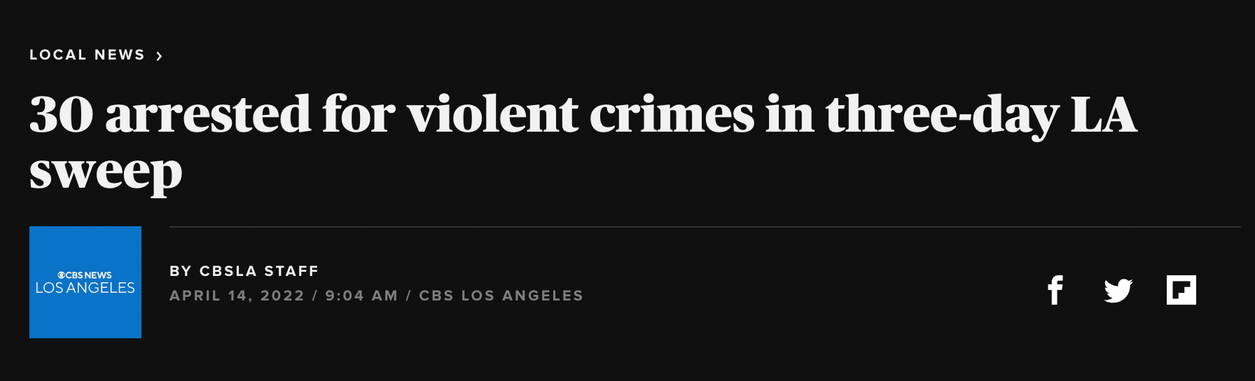 LOCAL NEWS ›
30 arrested for violent crimes in three-day LA
sweep
CBS NEWS
LOS ANGELES
BY CBSLA STAFF
APRIL 14, 2022 / 9:04 AM / CBS LOS ANGELES